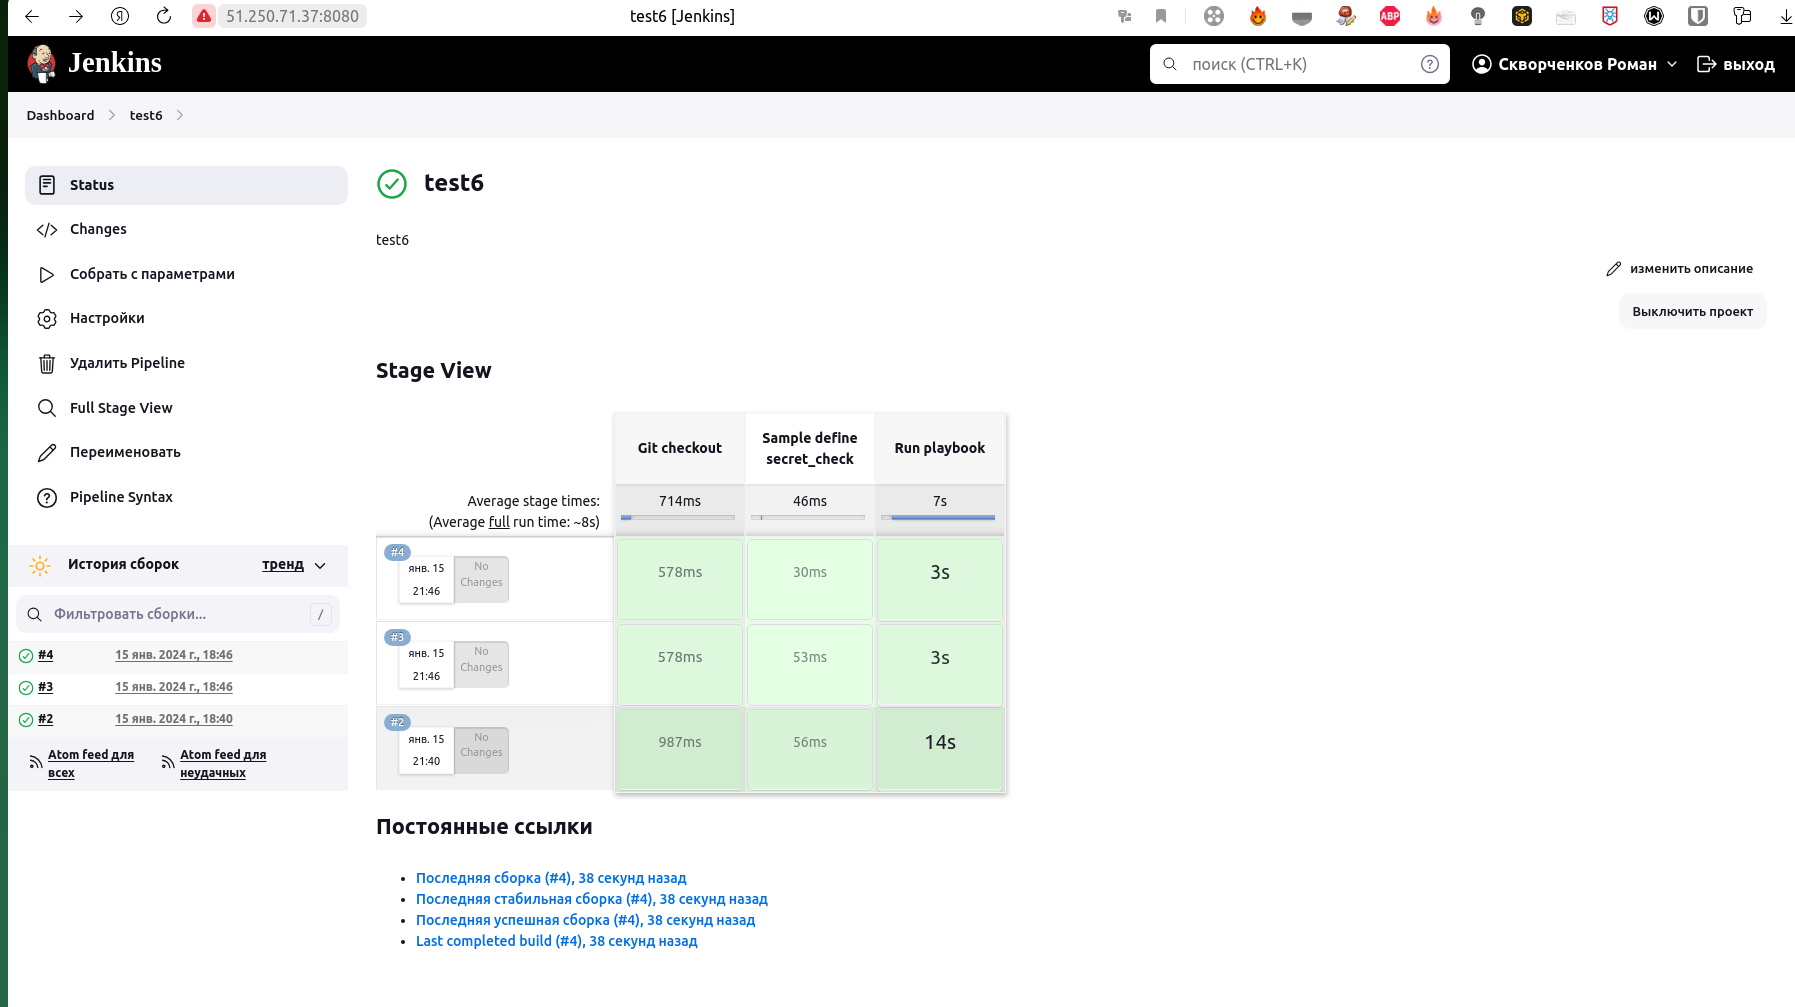 51.250.71.37:8080
test6 [Jenkins]
ABP
Jenkins
поиск (CTRL+K)
Скворченков Роман
выход
Dashboard
test6
Status
Changes
Собрать с параметрами
Настройки
Удалить Pipeline
Full Stage View
Переименовать
Pipeline Syntax
История сборок
тренд
Фильтровать сборки...
/
#4
15 янв. 2024 г., 18:46
#3
15 янв. 2024 г., 18:46
#2
15 янв. 2024 г., 18:40
Atom feed для
всех
Atom feed для
неудачных
test6
test6
изменить описание
Выключить проект
Stage View
Git checkout
Sample define
secret_check
Run playbook
Average stage times:
(Average full run time: ~8s)
714ms
46ms
7s
#4
янв. 15
21:46
No
Changes
578ms
30ms
3s
#3
янв. 15
21:46
No
Changes
578ms
53ms
3s
#2
янв. 15
21:40
No
Changes
987ms
56ms
14s
Постоянные ссылки
Последняя сборка (#4), 38 секунд назад
Последняя стабильная сборка (#4), 38 секунд назад
Последняя успешная сборка (#4), 38 секунд назад
Last completed build (#4), 38 секунд назад